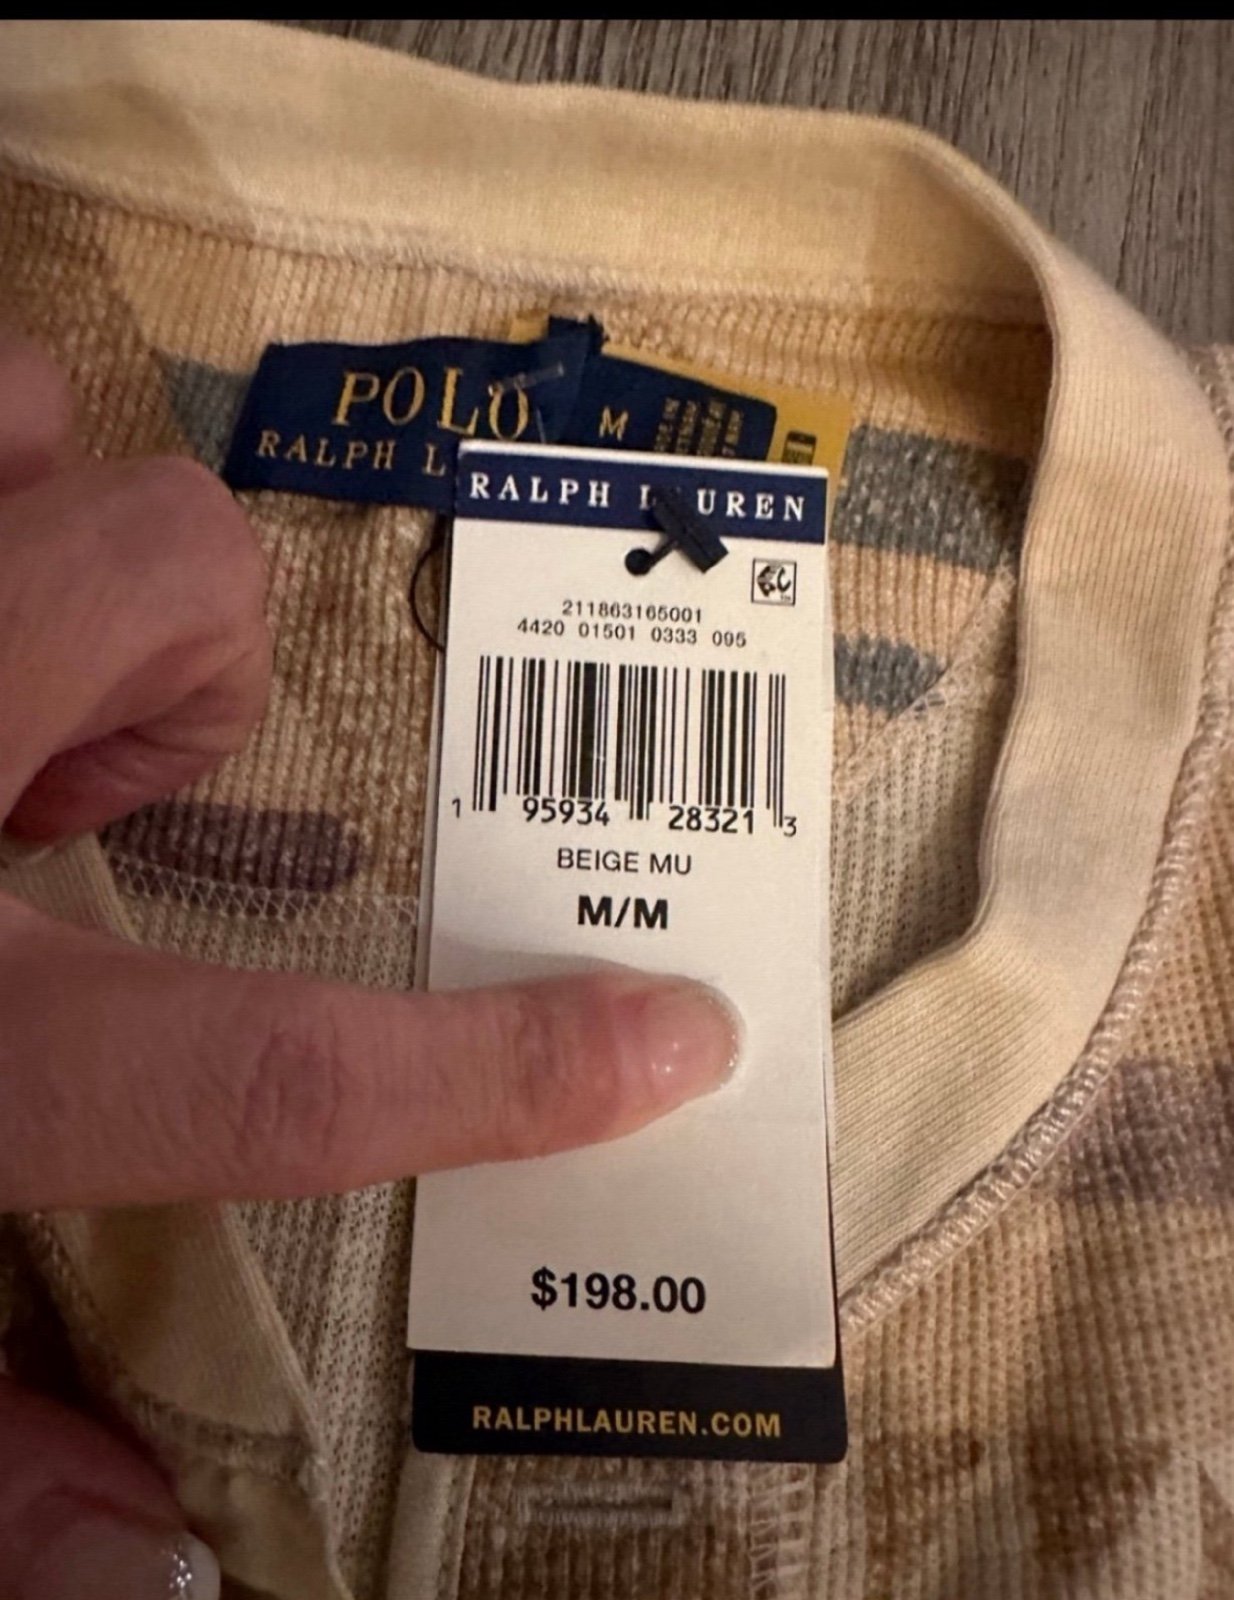 POLO
RALPH L
M
RALPH L UREN
211863165001
4420 01501 0333 095
1 95934 28321 3
BEIGE MU
M/M
$198.00
RALPHLAUREN.COM